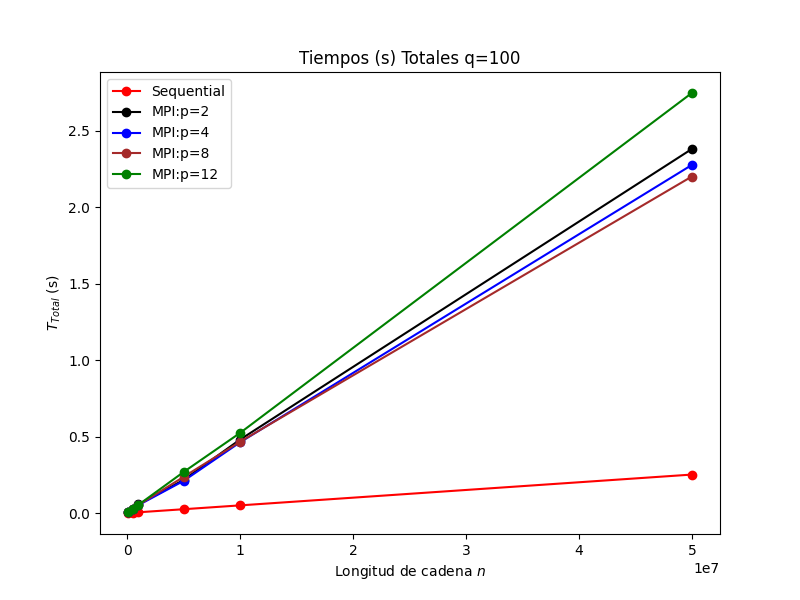 Tiempos (s) Totales q=100
Sequential
MPI:p=2
MPI:p=4
MPI:p=8
MPI:p=12
2.5
2.0
1.5
1.0
0.5
0.0
T_Total (s)
0 1 2 3 4 5
1e7
Longitud de cadena n